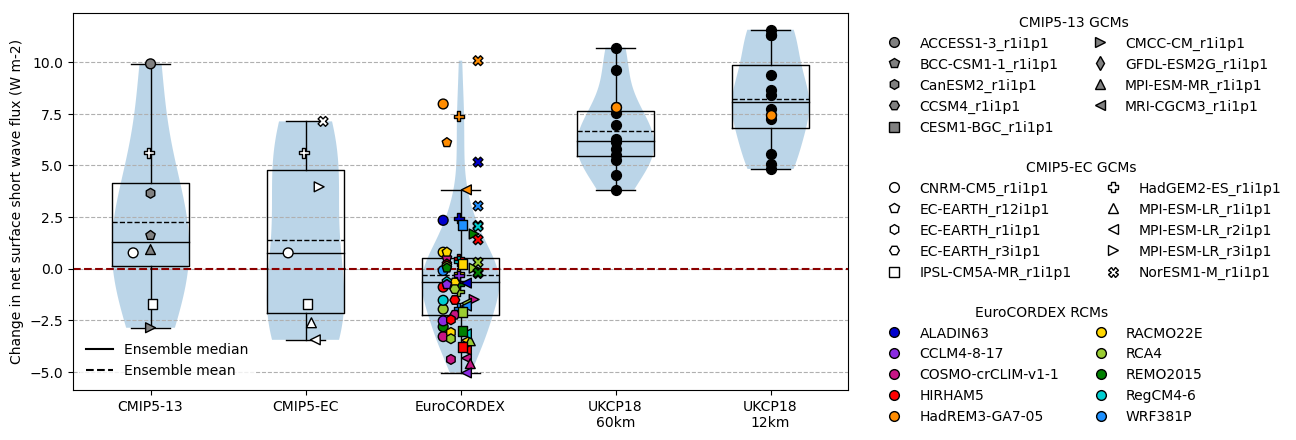 Change in net surface short wave flux (W m-2)
10.0
7.5
5.0
2.5
0.0
−2.5
−5.0
Ensemble median
Ensemble mean
CMIP5-13
CMIP5-EC
EuroCORDEX
UKCP18
60km
UKCP18
12km
CMIP5-13 GCMs
ACCESS1-3_r1i1p1
BCC-CSM1-1_r1i1p1
CanESM2_r1i1p1
CCSM4_r1i1p1
CESM1-BGC_r1i1p1
CMCC-CM_r1i1p1
GFDL-ESM2G_r1i1p1
MPI-ESM-MR_r1i1p1
MRI-CGCM3_r1i1p1
CMIP5-EC GCMs
CNRM-CM5_r1i1p1
EC-EARTH_r12i1p1
EC-EARTH_r1i1p1
EC-EARTH_r3i1p1
IPSL-CM5A-MR_r1i1p1
HadGEM2-ES_r1i1p1
MPI-ESM-LR_r1i1p1
MPI-ESM-LR_r2i1p1
MPI-ESM-LR_r3i1p1
NorESM1-M_r1i1p1
EuroCORDEX RCMs
ALADIN63
CCLM4-8-17
COSMO-crCLIM-v1-1
HIRHAM5
HadREM3-GA7-05
RACMO22E
RCA4
REMO2015
RegCM4-6
WRF381P